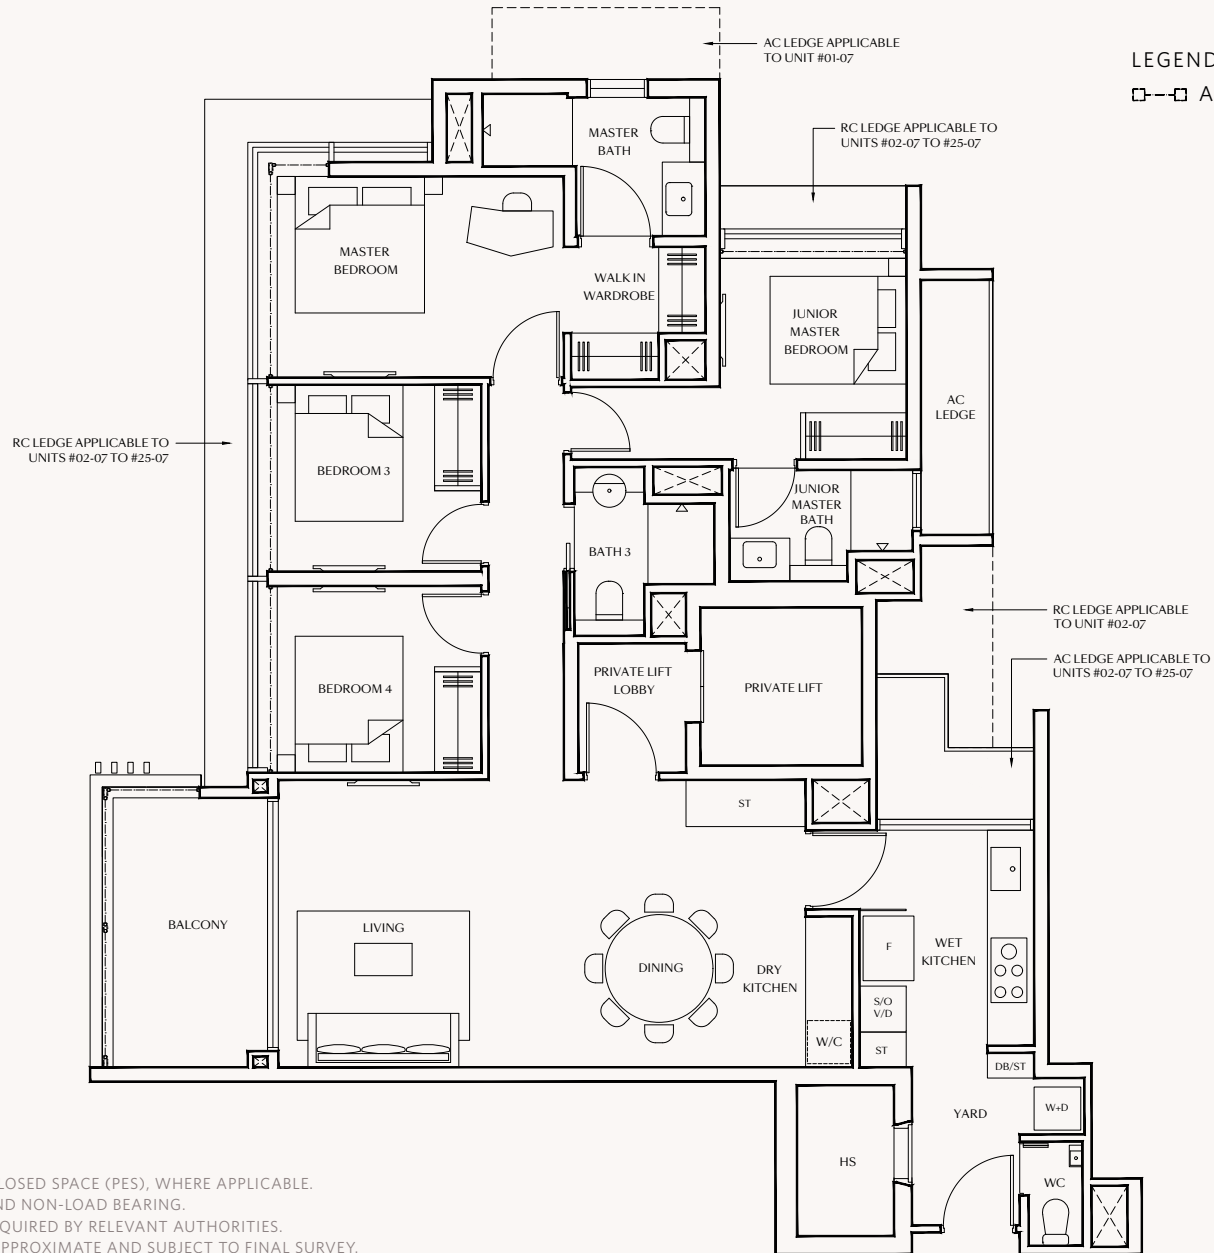 AC LEDGE APPLICABLE
TO UNIT #01-07
LEGEND
A
RC LEDGE APPLICABLE TO
UNITS #02-07 TO #25-07
MASTER
BATH
MASTER
BEDROOM
WALK IN
WARDROBE
JUNIOR
MASTER
BEDROOM
AC
LEDGE
RC LEDGE APPLICABLE TO
UNITS #02-07 TO #25-07
BEDROOM 3
JUNIOR
MASTER
BATH
BATH 3
RC LEDGE APPLICABLE
TO UNIT #02-07
AC LEDGE APPLICABLE TO
UNITS #02-07 TO #25-07
BEDROOM 4
PRIVATE LIFT
LOBBY
PRIVATE LIFT
ST
BALCONY
LIVING
DINING
DRY
KITCHEN
F
WET
KITCHEN
S/O
V/D
W/C
ST
DB/ST
YARD
W+D
HS
WC
LOSED SPACE (PES), WHERE APPLICABLE.
ND NON-LOAD BEARING.
QUIRED BY RELEVANT AUTHORITIES.
PPROXIMATE AND SUBJECT TO FINAL SURVEY.